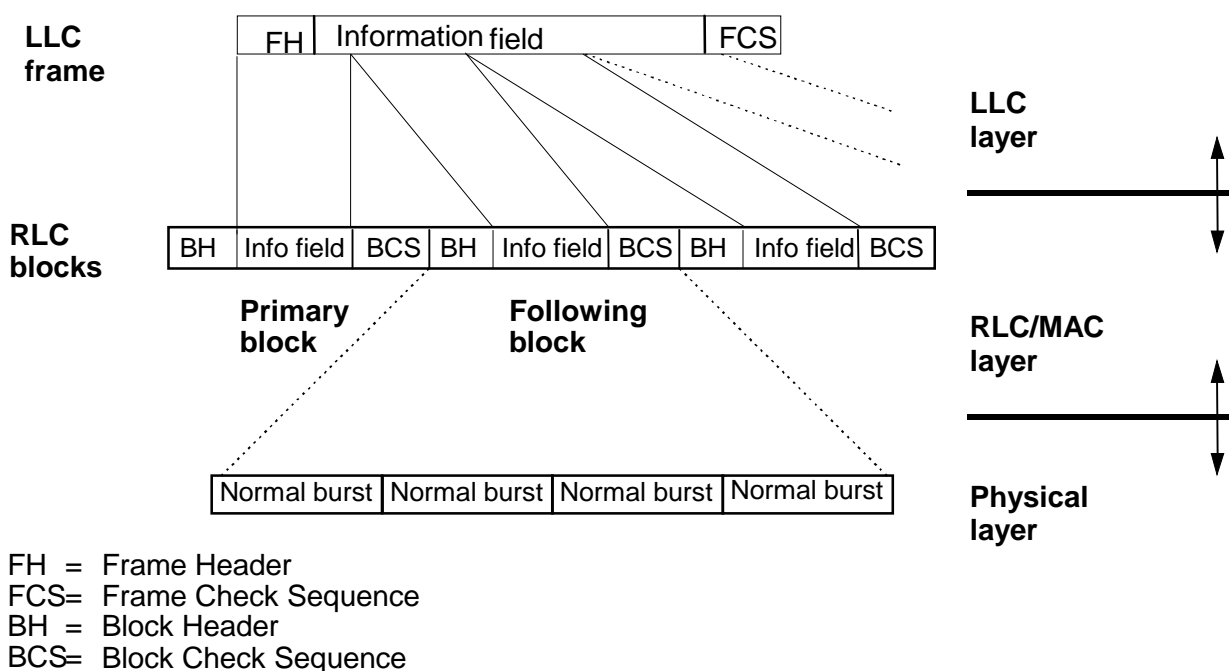 LLC
frame
FH Information field FCS
LLC
layer
RLC
blocks
BH Info field BCS BH Info field BCS BH Info field BCS
Primary
block
Following
block
RLC/MAC
layer
Normal burst Normal burst Normal burst Normal burst
Physical
layer
FH = Frame Header
FCS= Frame Check Sequence
BH = Block Header
BCS= Block Check Sequence